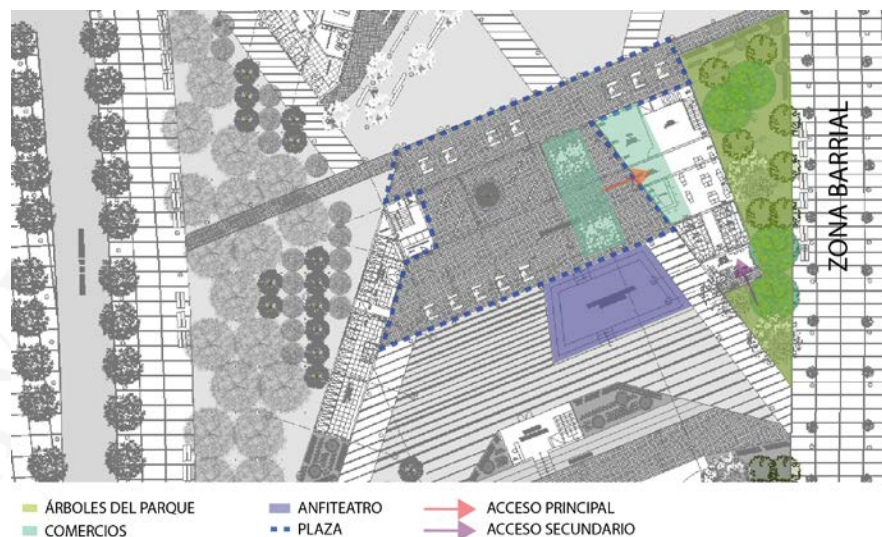 ZONA BARRIAL
ÁRBOLES DEL PARQUE
COMERCIOS
ANFITEATRO
PLAZA
ACCESO PRINCIPAL
ACCESO SECUNDARIO